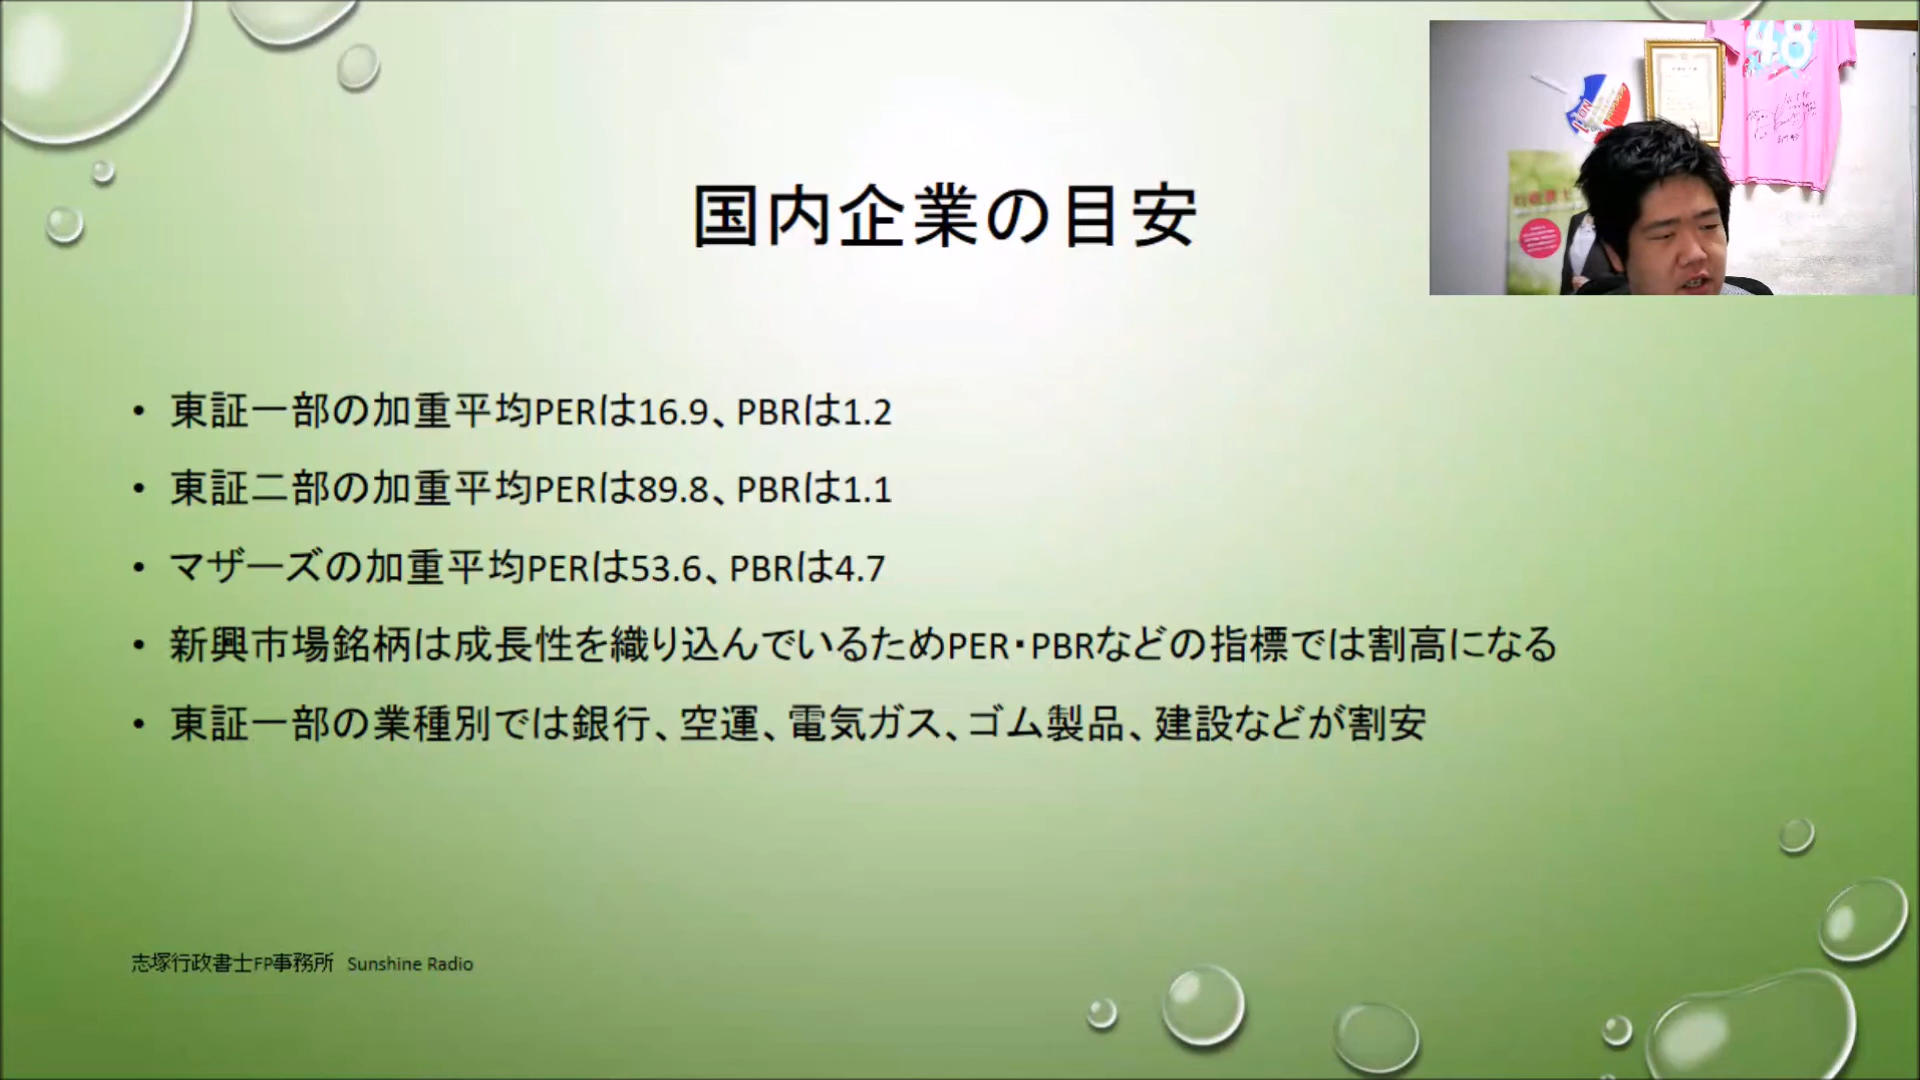 国内企業の目安
• 東証一部の加重平均PERは16.9、PBRは1.2
• 東証二部の加重平均PERは89.8、PBRは1.1
• マザーズの加重平均PERは53.6、PBRは4.7
• 新興市場銘柄は成長性を織り込んでいるためPER・PBRなどの指標では割高になる
• 東証一部の業種別では銀行、空運、電気ガス、ゴム製品、建設などが割安
志塚行政書士FP事務所 Sunshine Radio
48